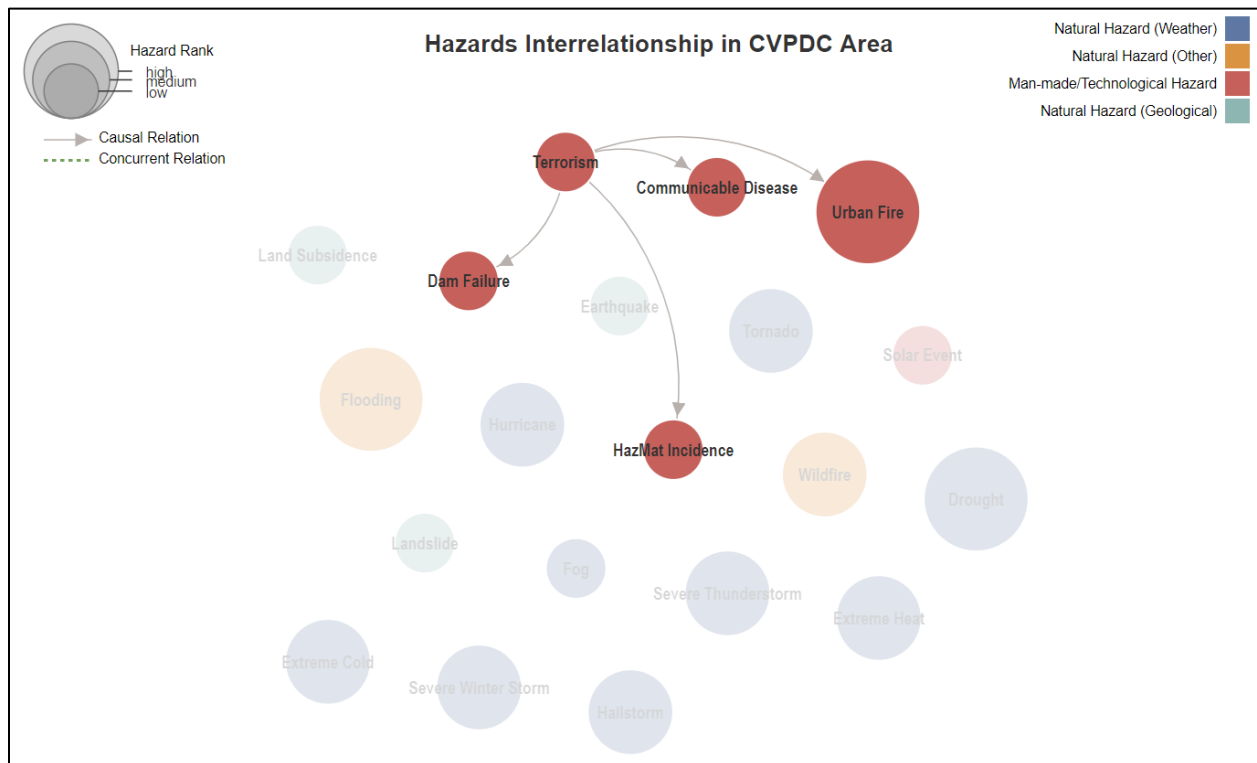 Hazards Interrelationship in CVPDC Area
Hazard Rank
high
medium
low
Causal Relation
Concurrent Relation
Natural Hazard (Weather)
Natural Hazard (Other)
Man-made/Technological Hazard
Natural Hazard (Geological)
Terrorism
Communicable Disease
Urban Fire
Land Subsidence
Dam Failure
Earthquake
Tornado
Solar Event
Flooding
Hurricane
HazMat Incidence
Wildfire
Drought
Landslide
Fog
Severe Thunderstorm
Extreme Heat
Extreme Cold
Severe Winter Storm
Hailstorm